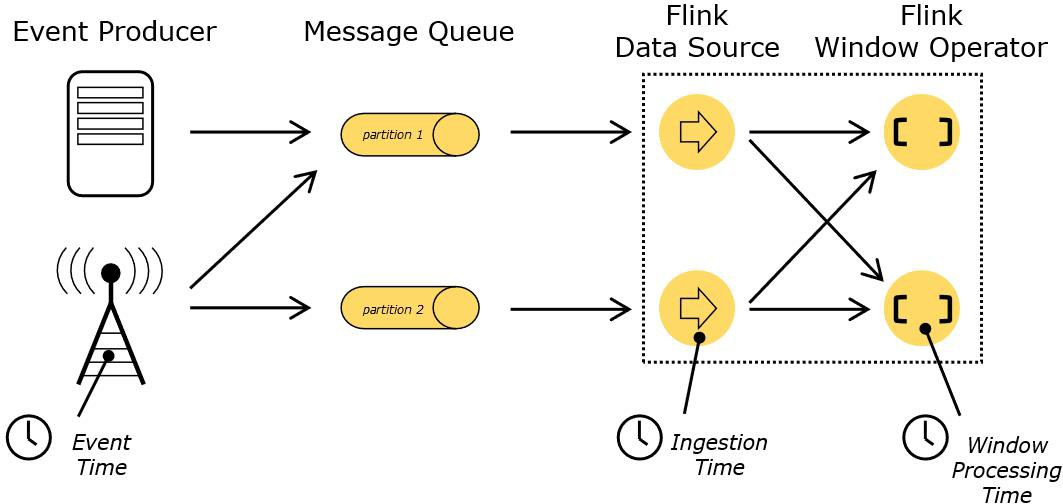 Event Producer
Message Queue
Flink
Data Source
Flink
Window Operator
partition 1
partition 2
Event
Time
Ingestion
Time
Window
Processing
Time